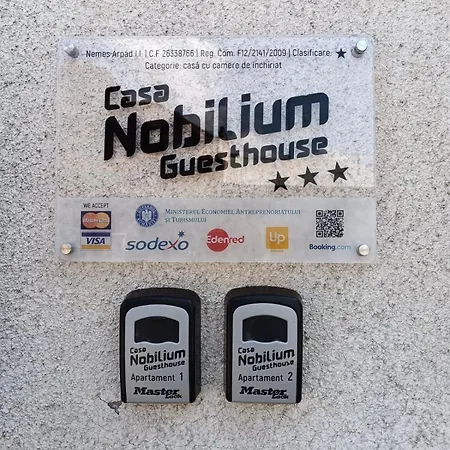 Nemes Arpád I.I. | C.F 26338766 | Reg. Com. F12/2141/2009 | Clasificare: ★
Categorie: casă cu camere de închiriat
Casa
Nobilium
Guesthouse
★★★
WE ACCEPT
MasterCard
VISA
Ministerul Economiei, Antreprenoriatului
și Turismului
sodexo
Edenred
Up
Booking.com
Casa
Nobilium
Guesthouse
Apartament 1
Master
Lock
Casa
Nobilium
Guesthouse
Apartament 2
Master
Lock